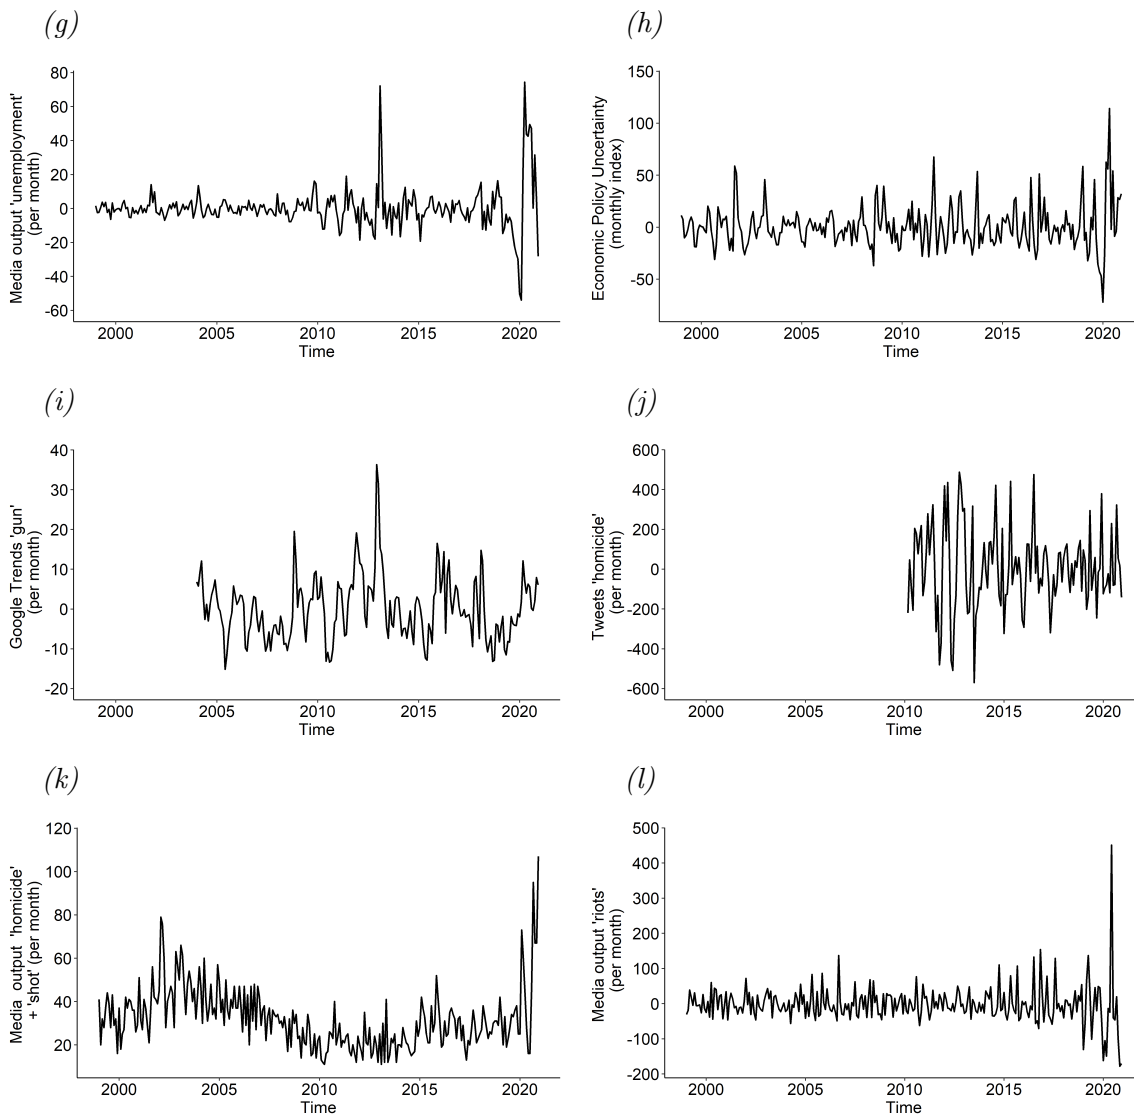 (g)
Media output 'unemployment'
(per month)
80
60
40
20
0
-20
-40
-60
2000 2005 2010 2015 2020
Time
(h)
Economic Policy Uncertainty
(monthly index)
150
100
50
0
-50
2000 2005 2010 2015 2020
Time
(i)
Google Trends 'gun'
(per month)
40
30
20
10
0
-10
-20
2000 2005 2010 2015 2020
Time
(j)
Tweets 'homicide'
(per month)
600
400
200
0
-200
-400
-600
2000 2005 2010 2015 2020
Time
(k)
Media output 'homicide'
+ 'shot' (per month)
120
100
80
60
40
20
2000 2005 2010 2015 2020
Time
(l)
Media output 'riots'
(per month)
500
400
300
200
100
0
-100
-200
2000 2005 2010 2015 2020
Time